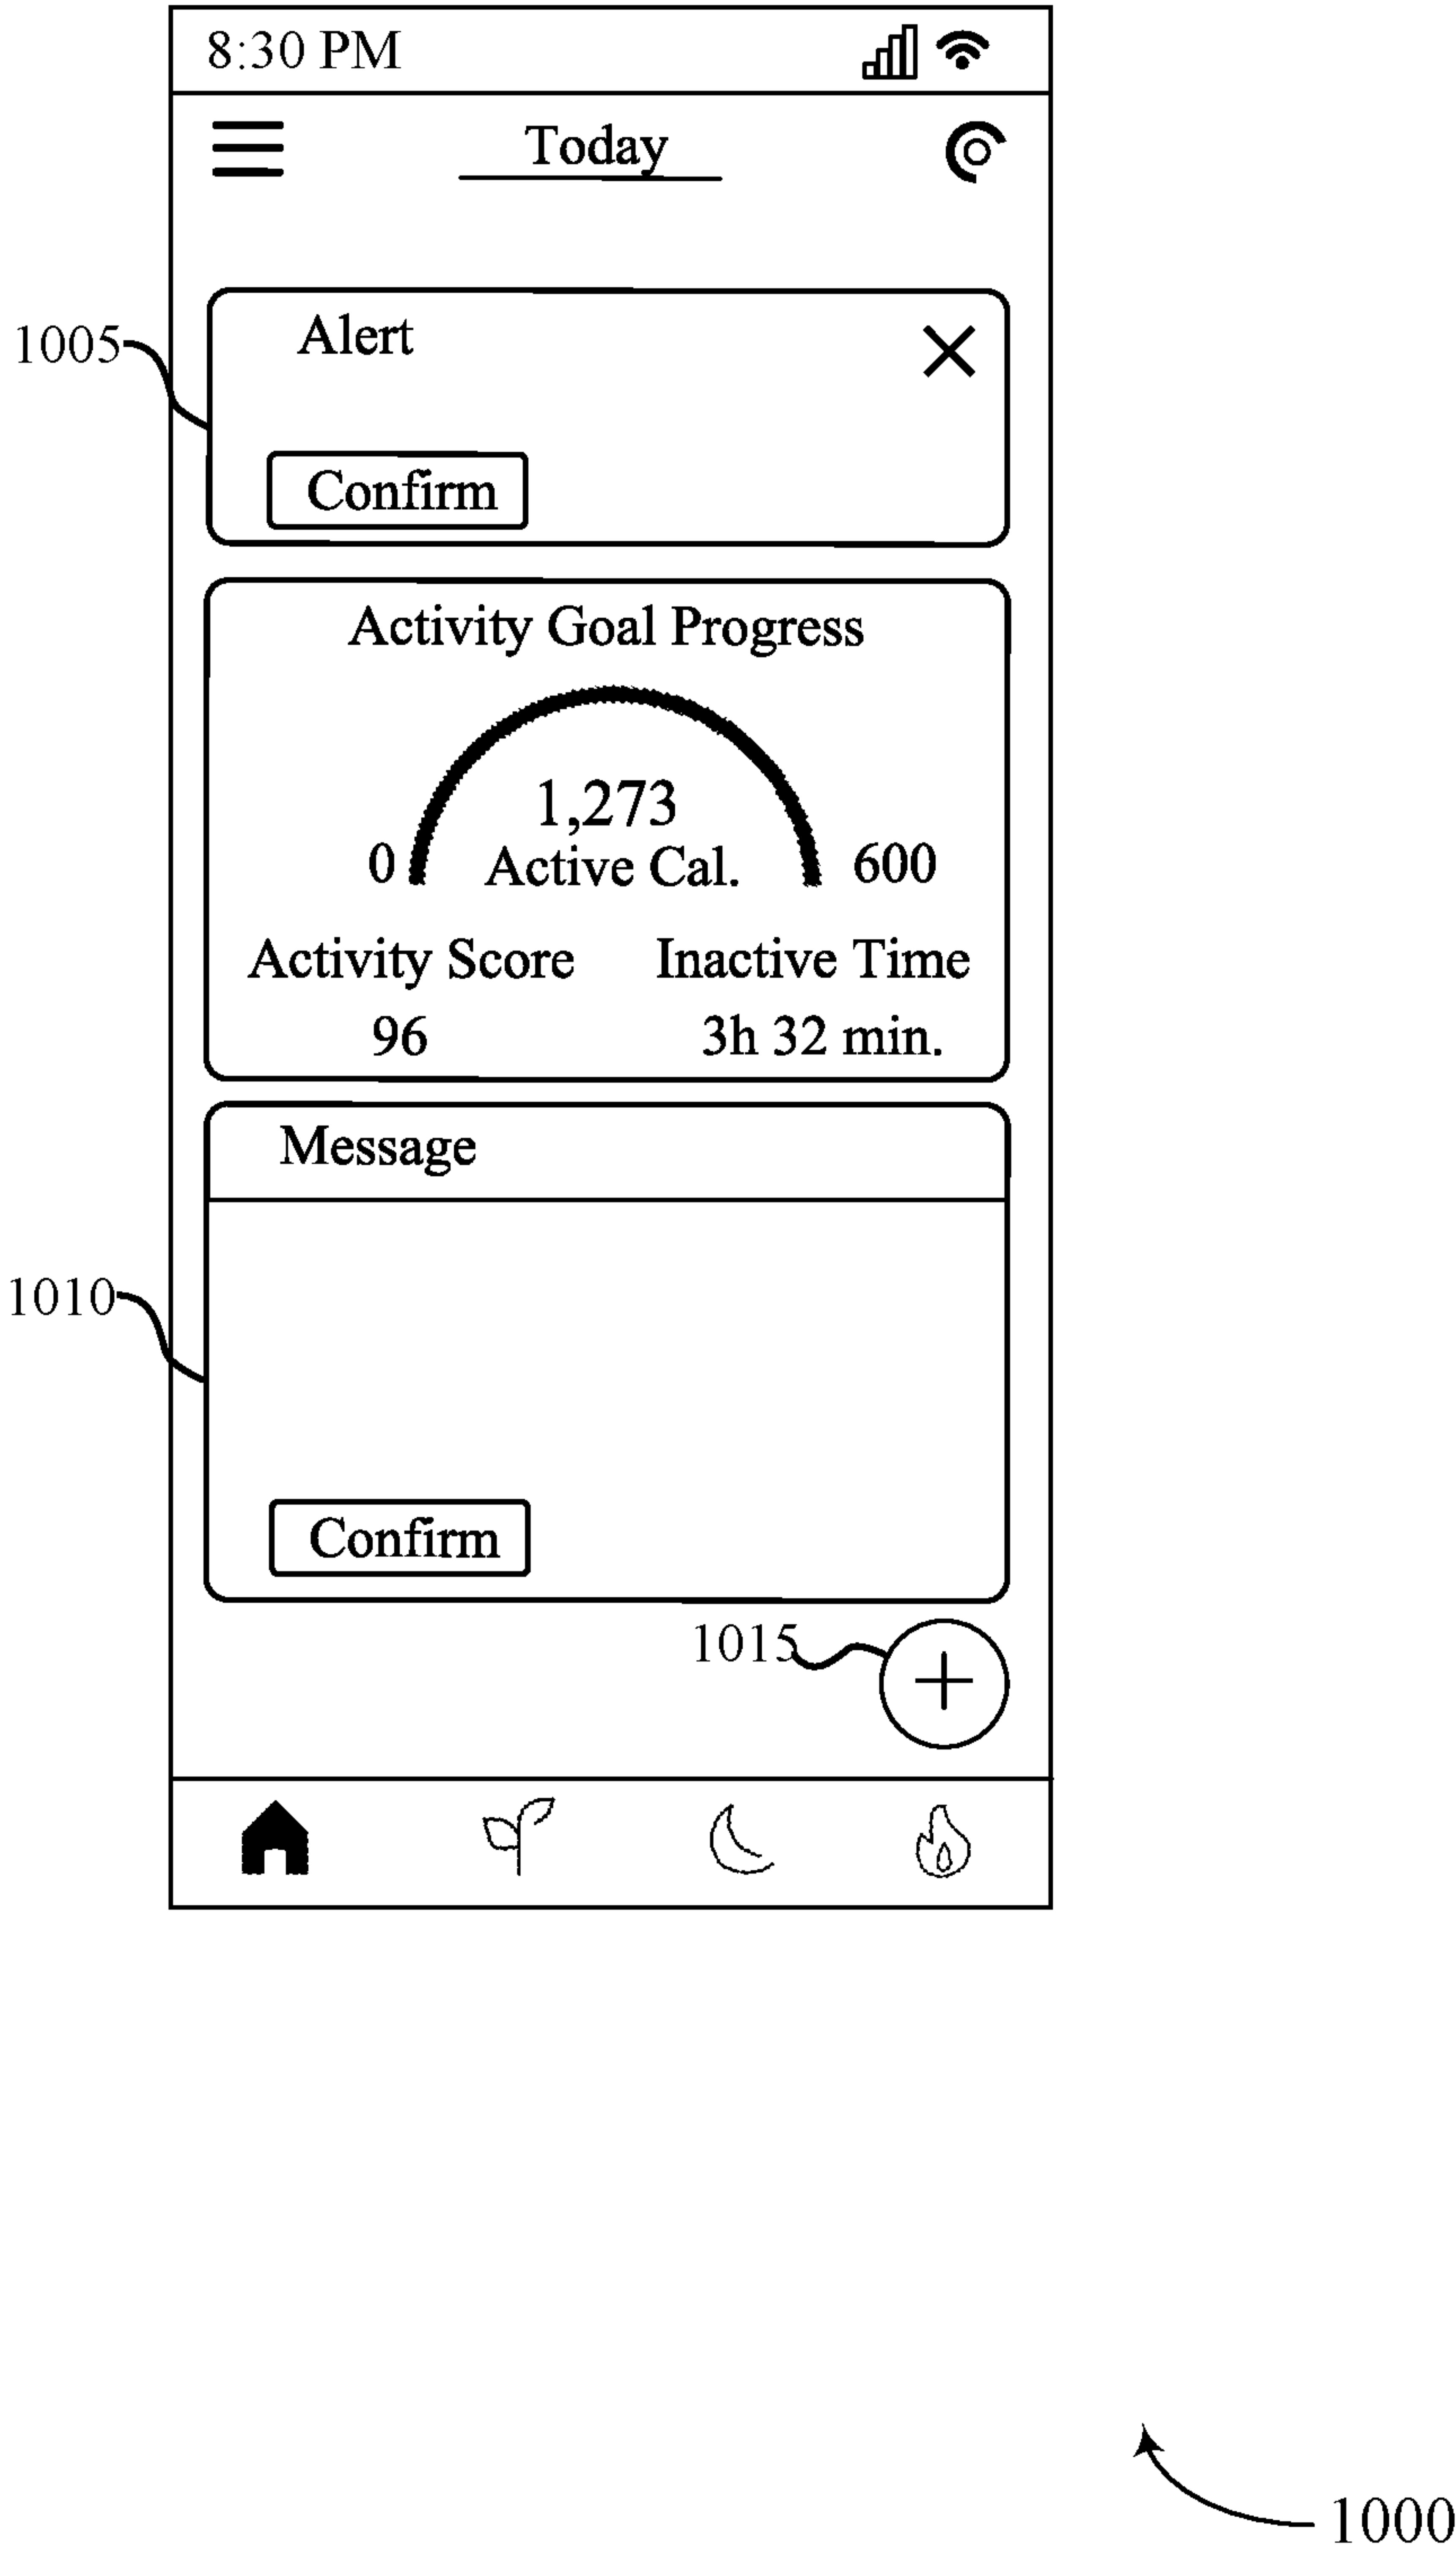 8:30 PM
Today
1005
Alert
Confirm
Activity Goal Progress
1,273
0 Active Cal. 600
Activity Score Inactive Time
96 3h 32 min.
Message
1010
Confirm
1015
1000